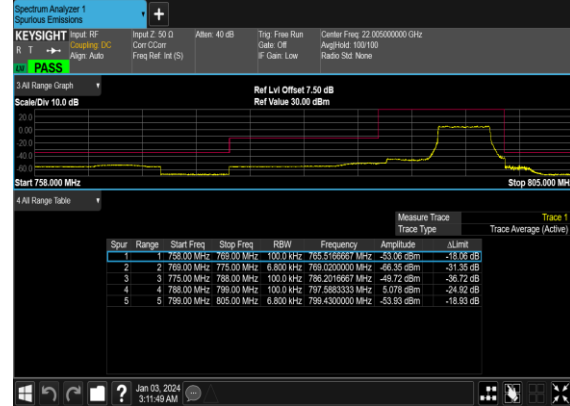 Spectrum Analyzer 1
Spurious Emissions
KEYSIGHT Input: RF Input Z: 50 Ω Atten: 40 dB Trig: Free Run Center Freq: 22.005000000 GHz
R T Coupling: DC Corr CCorr Gate: Off Avg|Hold: 100/100
Align: Auto Freq Ref: Int (S) IF Gain: Low Radio Std: None
PASS
3 All Range Graph
Ref Lvl Offset 7.50 dB
Scale/Div 10.0 dB Ref Value 30.00 dBm
20.0
0.00
-20.0
-40.0
-60.0
Start 758.000 MHz Stop 805.000 MH
4 All Range Table
Measure Trace Trace 1
Trace Type Trace Average (Active)
Spur Range Start Freq Stop Freq RBW Frequency Amplitude ΔLimit
1 1 758.00 MHz 769.00 MHz 100.0 kHz 765.5166667 MHz -53.06 dBm -18.06 dB
2 2 769.00 MHz 775.00 MHz 6.800 kHz 769.0200000 MHz -66.35 dBm -31.35 dB
3 3 775.00 MHz 788.00 MHz 100.0 kHz 786.2016667 MHz -49.72 dBm -36.72 dB
4 4 788.00 MHz 799.00 MHz 100.0 kHz 797.5883333 MHz 5.078 dBm -24.92 dB
5 5 799.00 MHz 805.00 MHz 6.800 kHz 799.4300000 MHz -53.93 dBm -18.93 dB
Jan 03, 2024
3:11:49 AM